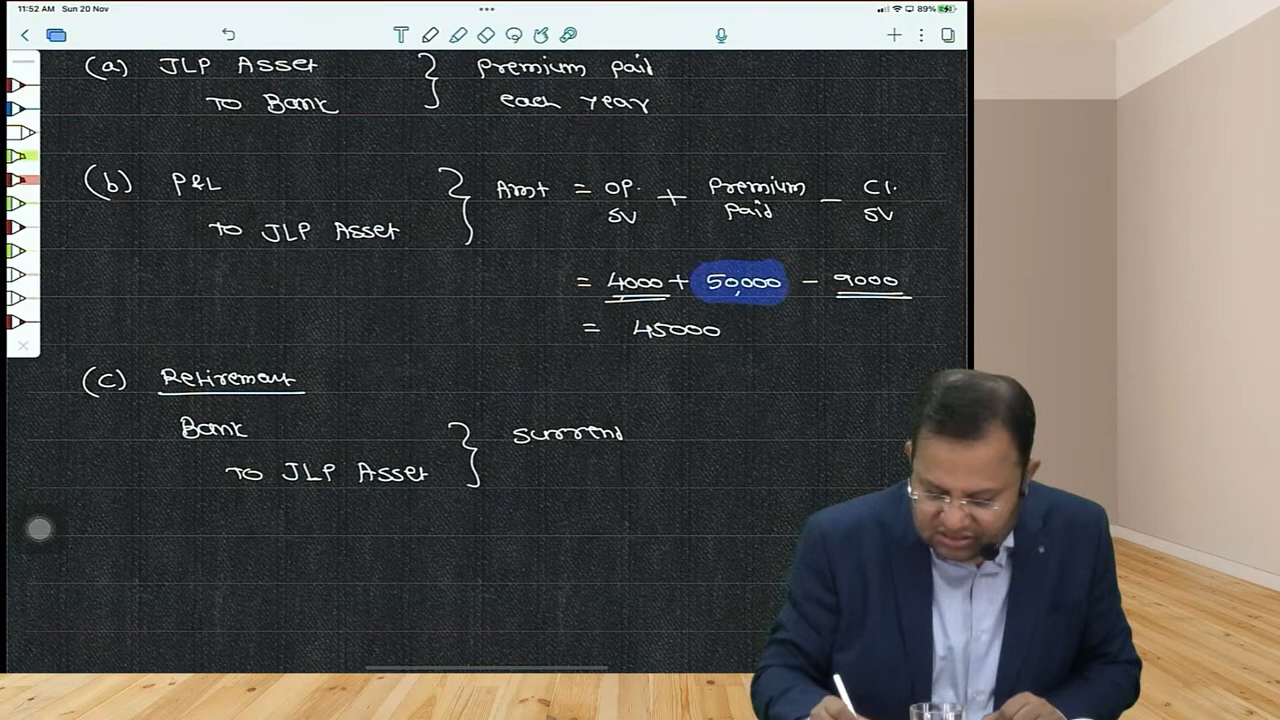 11:52 AM Sun 20 Nov
89%
(a) JLP Asset } premium paid
To Bank each year
(b) P&L } Amt = OP. + Premium - Cl.
To JLP Asset SV Paid SV
= 4000 + 50,000 - 9000
= 45000
(c) Retirement
Bank } surrend
To JLP Asset